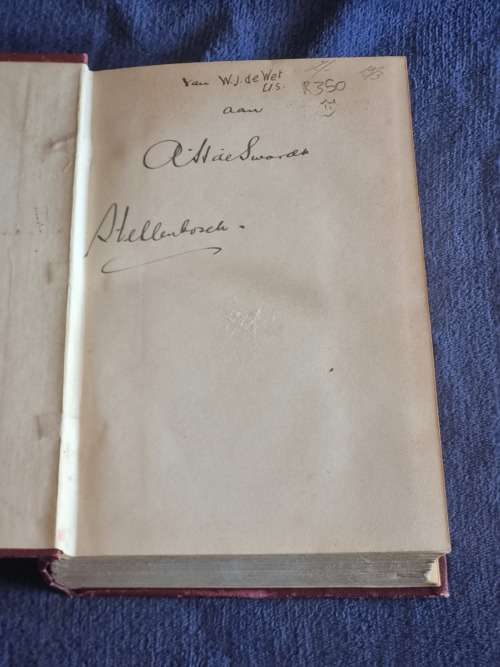 van W.J. de Wet
U.S.
R350
aan
de Swardt
Stellenbosch.